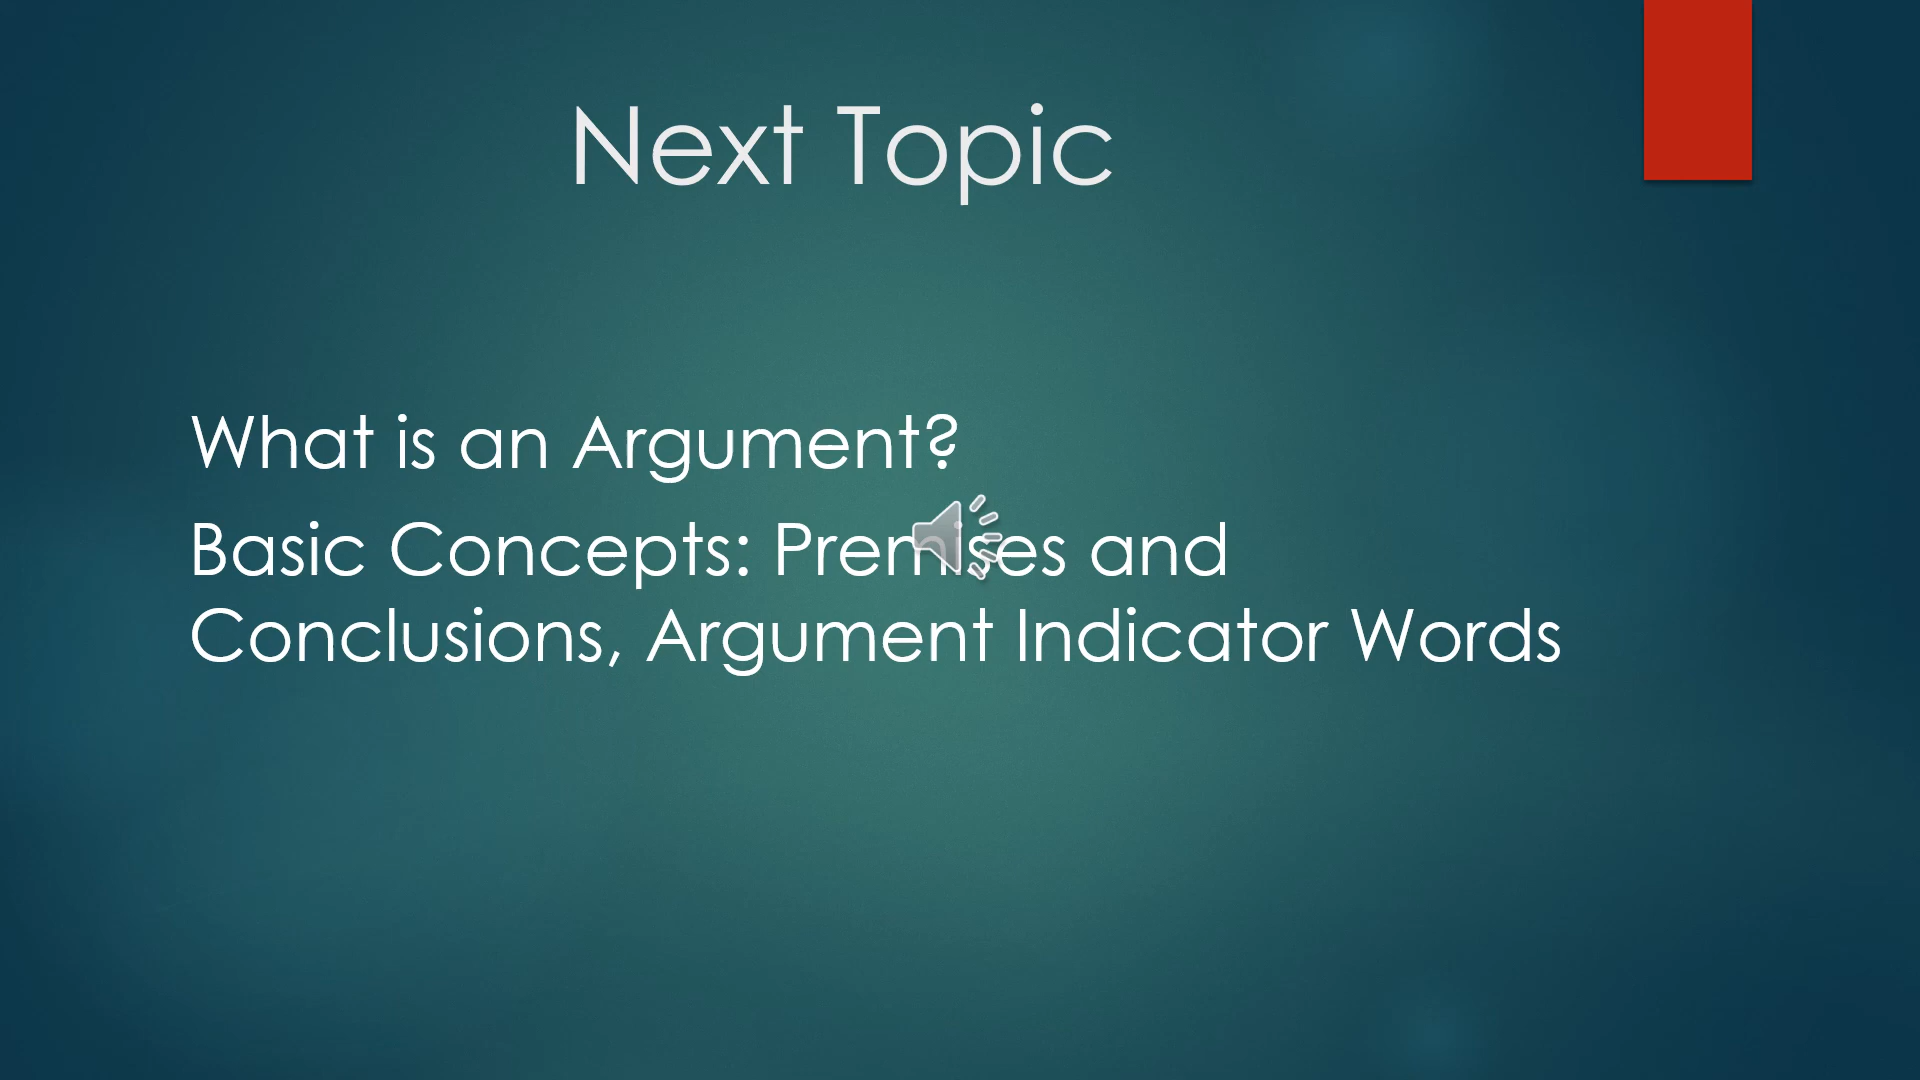 Next Topic
What is an Argument?
Basic Concepts: Premises and
Conclusions, Argument Indicator Words